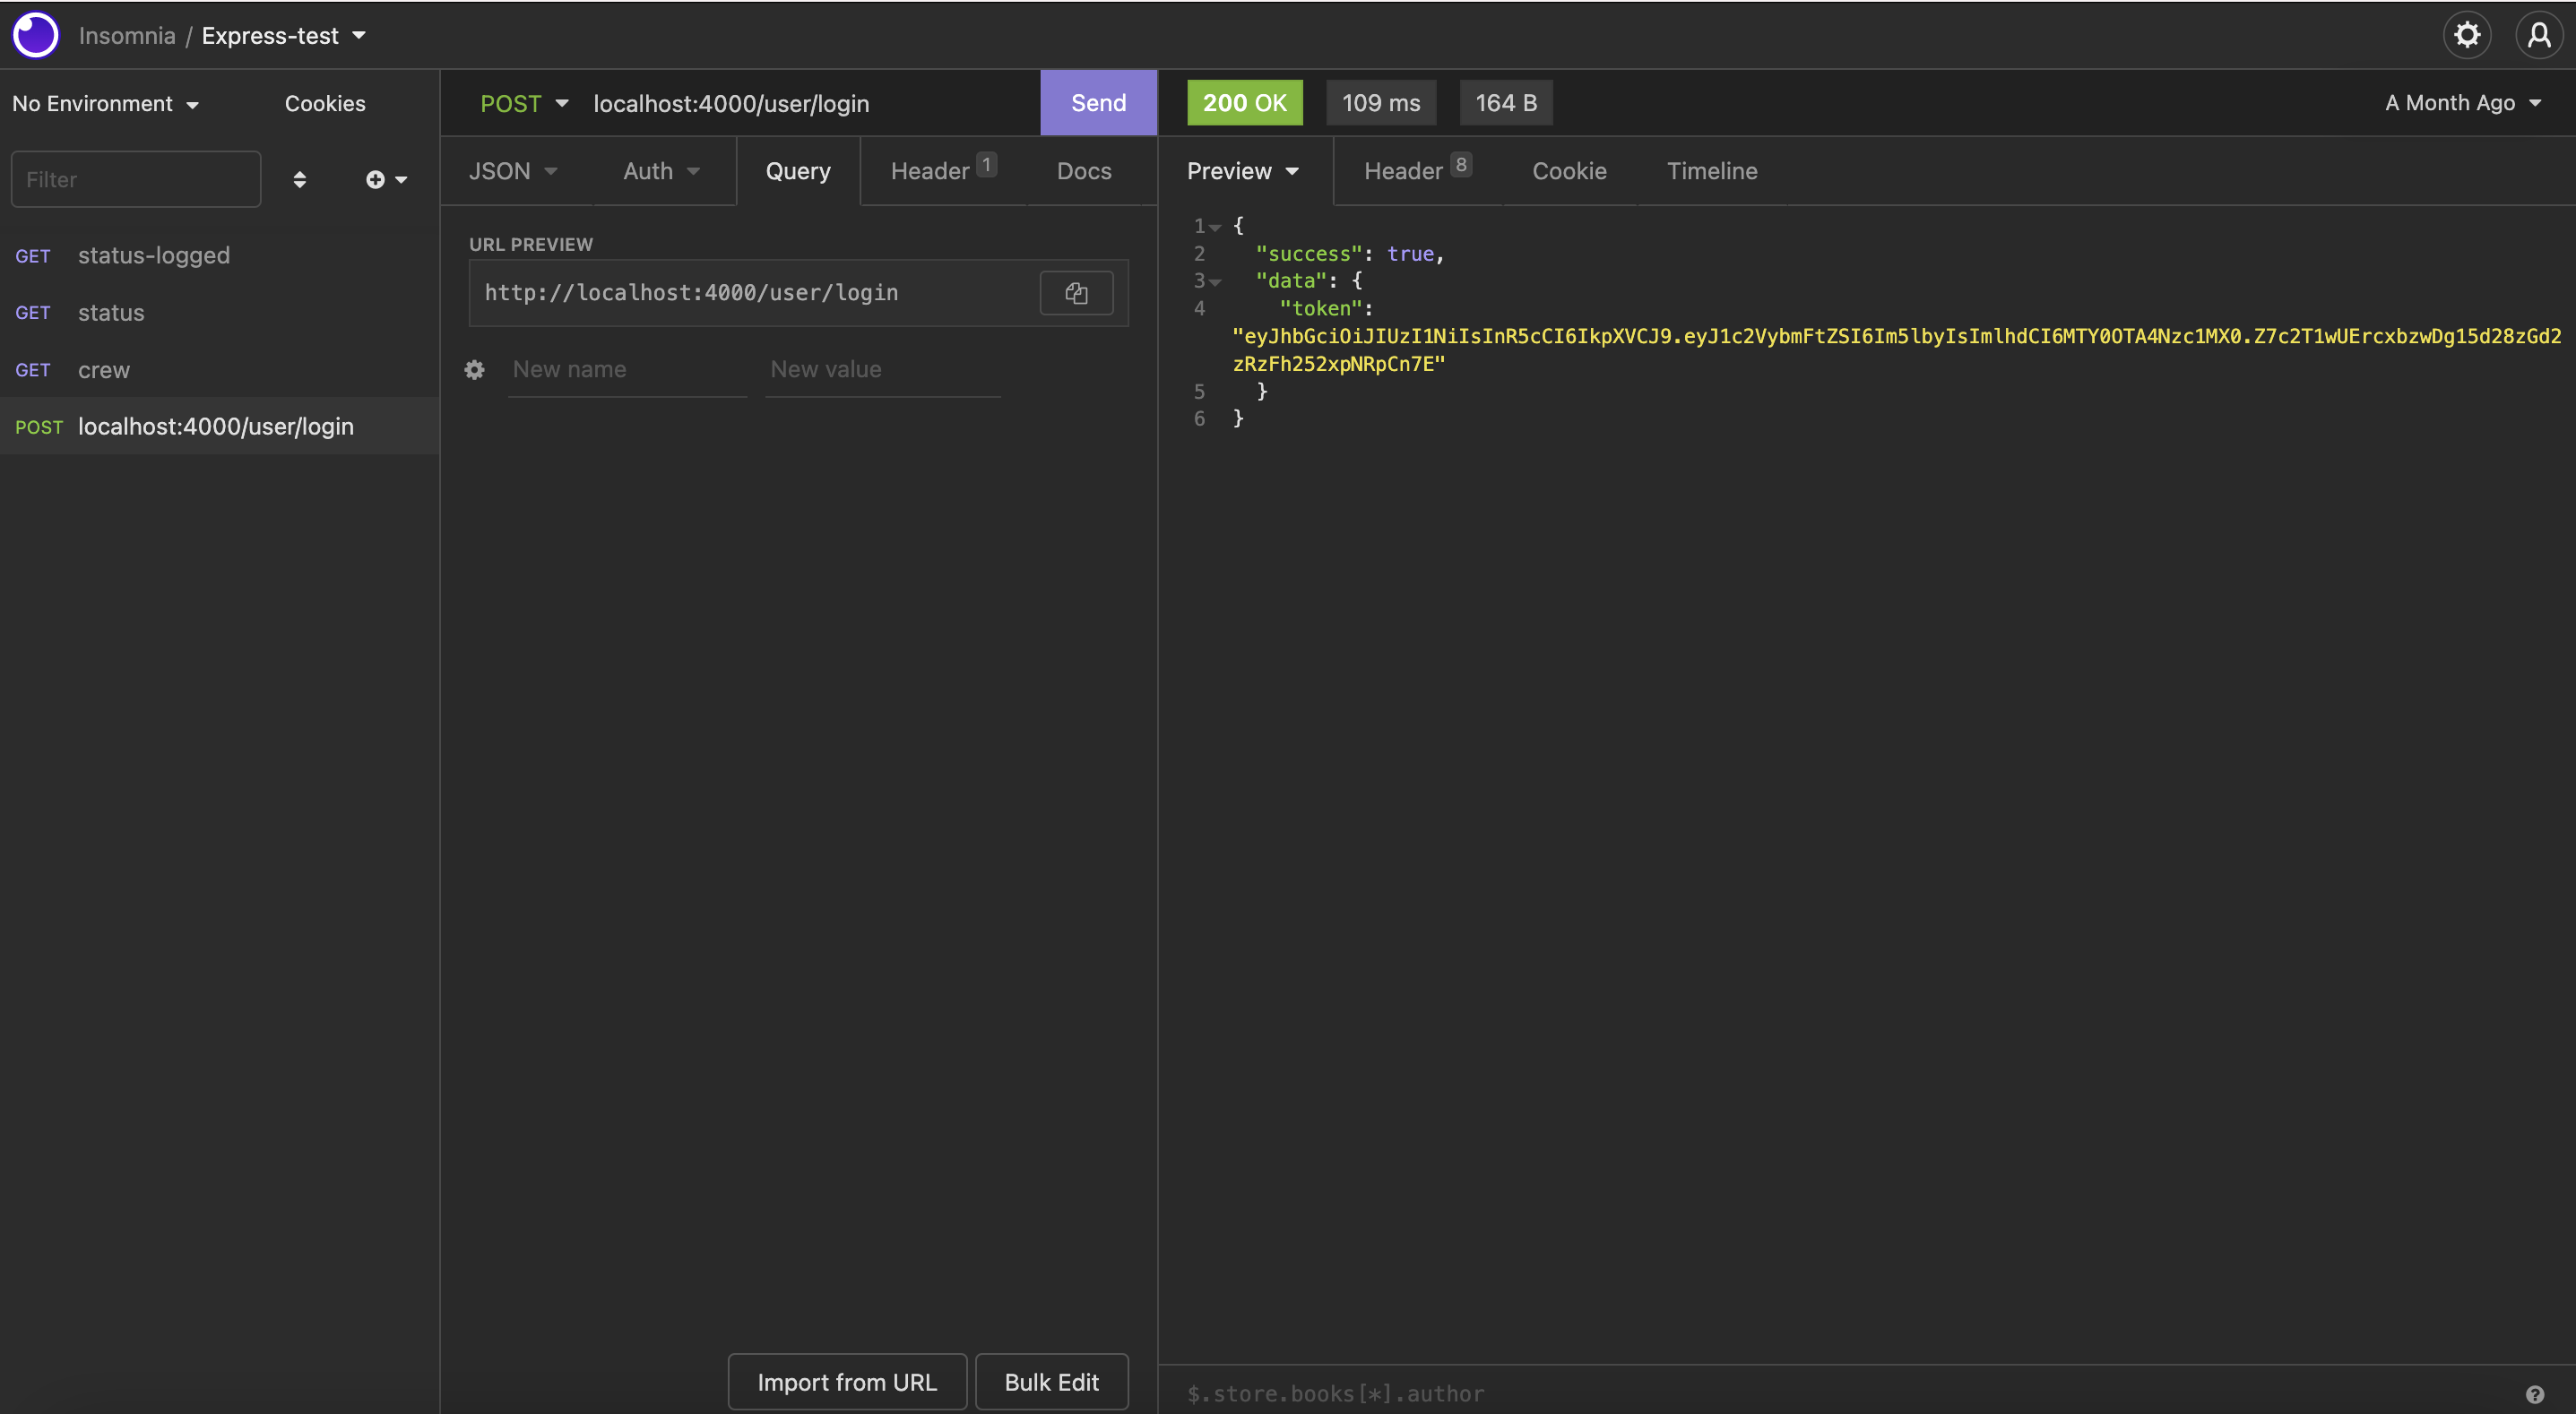 Insomnia / Express-test
No Environment
Cookies
Filter
GET status-logged
GET status
GET crew
POST localhost:4000/user/login
POST localhost:4000/user/login
Send
JSON
Auth
Query
Header 1
Docs
URL PREVIEW
http://localhost:4000/user/login
New name
New value
Import from URL
Bulk Edit
200 OK
109 ms
164 B
A Month Ago
Preview
Header 8
Cookie
Timeline
1 {
2 "success": true,
3 "data": {
4 "token":
"eyJhbGciOiJIUzI1NiIsInR5cCI6IkpXVCJ9.eyJ1c2VybmFtZSI6Im5lbyIsImlhdCI6MTY0OTA4Nzc1MX0.Z7c2T1wUErcxbzwDg15d28zGd2
zRzFh252xpNRpCn7E"
5 }
6 }
$.store.books[*].author
?